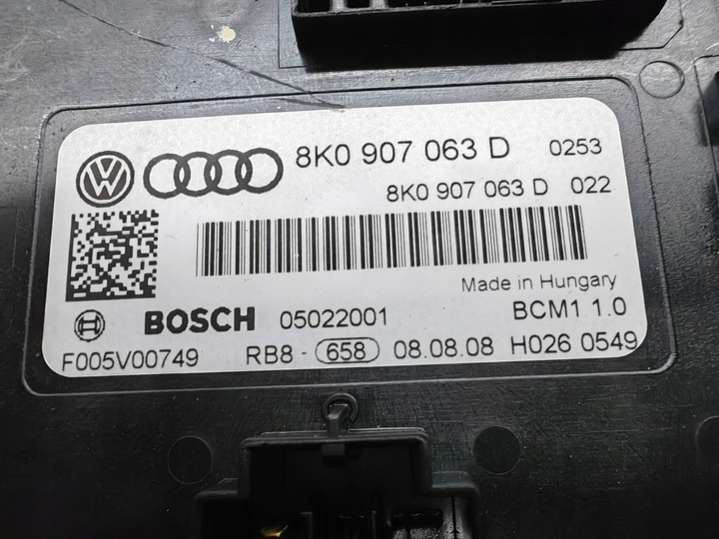 8K0 907 063 D 0253
8K0 907 063 D 022
Made in Hungary
BOSCH 05022001 BCM1 1.0
F005V00749 RB8 - 658 08.08.08 H026 0549